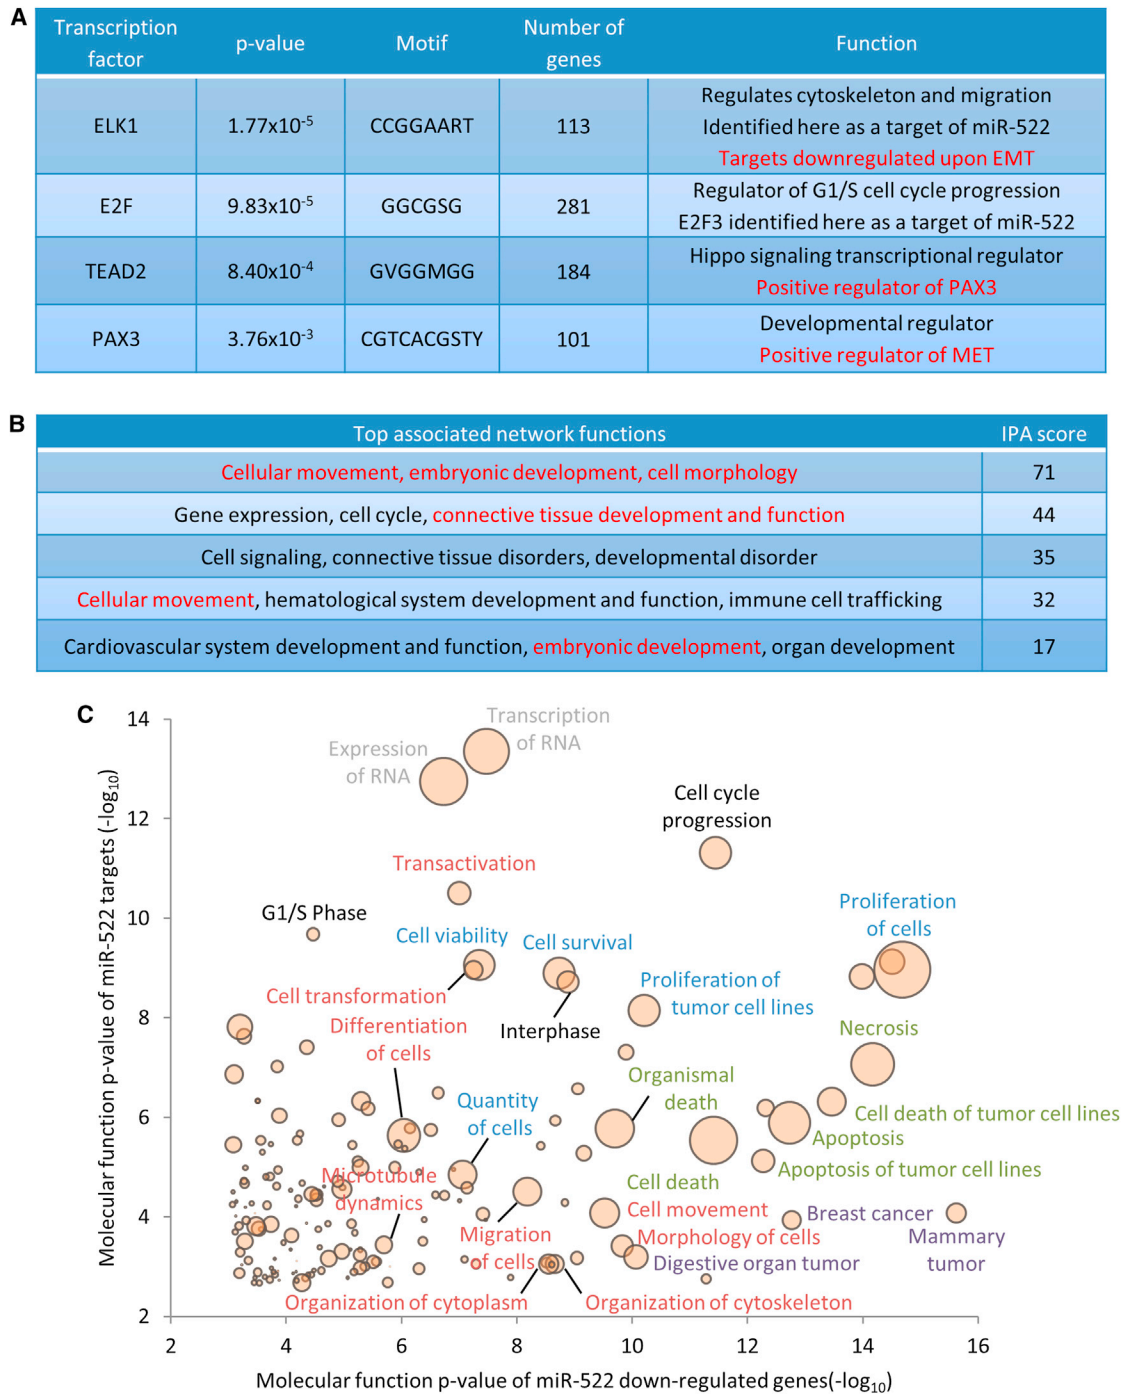 A
Transcription factor | p-value | Motif | Number of genes | Function
ELK1 | 1.77x10-5 | CCGGAART | 113 | Regulates cytoskeleton and migration
Identified here as a target of miR-522
Targets downregulated upon EMT
E2F | 9.83x10-5 | GGCGSG | 281 | Regulator of G1/S cell cycle progression
E2F3 identified here as a target of miR-522
TEAD2 | 8.40x10-4 | GVGGMGG | 184 | Hippo signaling transcriptional regulator
Positive regulator of PAX3
PAX3 | 3.76x10-3 | CGTCACGSTY | 101 | Developmental regulator
Positive regulator of MET
B
Top associated network functions | IPA score
Cellular movement, embryonic development, cell morphology | 71
Gene expression, cell cycle, connective tissue development and function | 44
Cell signaling, connective tissue disorders, developmental disorder | 35
Cellular movement, hematological system development and function, immune cell trafficking | 32
Cardiovascular system development and function, embryonic development, organ development | 17
C
Molecular function p-value of miR-522 targets (-log10)
14
12
10
8
6
4
2
Transcription
of RNA
Expression
of RNA
Cell cycle
progression
Transactivation
G1/S Phase
Proliferation
of cells
Cell viability
Cell survival
Proliferation of
tumor cell lines
Cell transformation
Interphase
Differentiation
of cells
Necrosis
Organismal
death
Quantity
of cells
Cell death of tumor cell lines
Apoptosis
Apoptosis of tumor cell lines
Microtubule
dynamics
Cell death
Cell movement
Breast cancer
Migration
of cells
Morphology of cells
Mammary
tumor
Digestive organ tumor
Organization of cytoplasm
Organization of cytoskeleton
2 4 6 8 10 12 14 16
Molecular function p-value of miR-522 down-regulated genes(-log10)